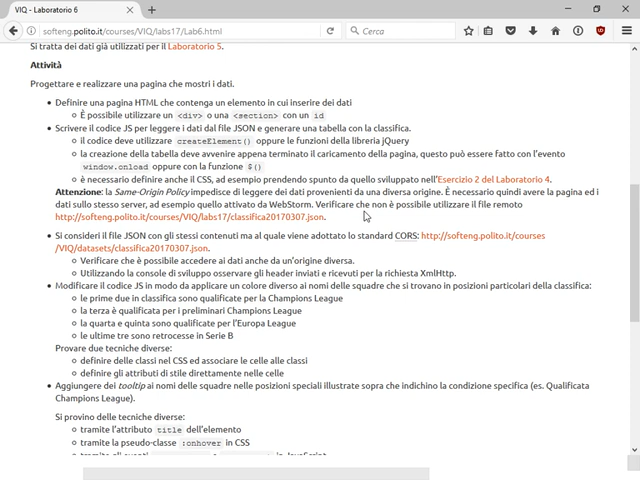 VIQ - Laboratorio 6
softeng.polito.it/courses/VIQ/labs17/Lab6.html
Cerca
Si tratta dei dati già utilizzati per il Laboratorio 5.
Attività
Progettare e realizzare una pagina che mostri i dati.
Definire una pagina HTML che contenga un elemento in cui inserire dei dati
È possibile utilizzare un <div> o una <section> con un id
Scrivere il codice JS per leggere i dati dal file JSON e generare una tabella con la classifica.
il codice deve utilizzare createElement() oppure le funzioni della libreria jQuery
la creazione della tabella deve avvenire appena terminato il caricamento della pagina, questo può essere fatto con l'evento
window.onload oppure con la funzione $()
è necessario definire anche il CSS, ad esempio prendendo spunto da quello sviluppato nell'Esercizio 2 del Laboratorio 4.
Attenzione: la Same-Origin Policy impedisce di leggere dei dati provenienti da una diversa origine. È necessario quindi avere la pagina ed i
dati sullo stesso server, ad esempio quello attivato da WebStorm. Verificare che non è possibile utilizzare il file remoto
http://softeng.polito.it/courses/VIQ/labs17/classifica20170307.json.
Si consideri il file JSON con gli stessi contenuti ma al quale viene adottato lo standard CORS: http://softeng.polito.it/courses
/VIQ/datasets/classifica20170307.json.
Verificare che è possibile accedere ai dati anche da un'origine diversa.
Utilizzando la console di sviluppo osservare gli header inviati e ricevuti per la richiesta XmlHttp.
Modificare il codice JS in modo da applicare un colore diverso ai nomi delle squadre che si trovano in posizioni particolari della classifica:
le prime due in classifica sono qualificate per la Champions League
la terza è qualificata per i preliminari Champions League
la quarta e quinta sono qualificate per l'Europa League
le ultime tre sono retrocesse in Serie B
Provare due tecniche diverse:
definire delle classi nel CSS ed associare le celle alle classi
definire gli attributi di stile direttamente nelle celle
Aggiungere dei tooltip ai nomi delle squadre nelle posizioni speciali illustrate sopra che indichino la condizione specifica (es. Qualificata
Champions League).
Si provino delle tecniche diverse:
tramite l'attributo title dell'elemento
tramite la pseudo-classe :onhover in CSS